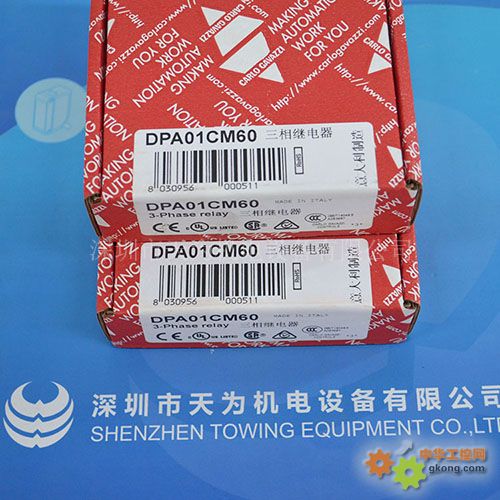 MAKING
AUTOMATION
WORK
FOR YOU
CARLO GAVAZZI
http://www.carlogavazzi
DPA01CM60 三相继电器
RoHS
8 030956 000511
DPA01CM60
MADE IN ITALY
3-Phase relay 三相继电器
意大利制造
DPA01CM60 三相继电器
RoHS
8 030956 000511
DPA01CM60
MADE IN ITALY
3-Phase relay 三相继电器
意大利制造
深圳市天为机电设备有限公司
SHENZHEN TOWING EQUIPMENT CO.,LTD
中华工控网
gkong.com